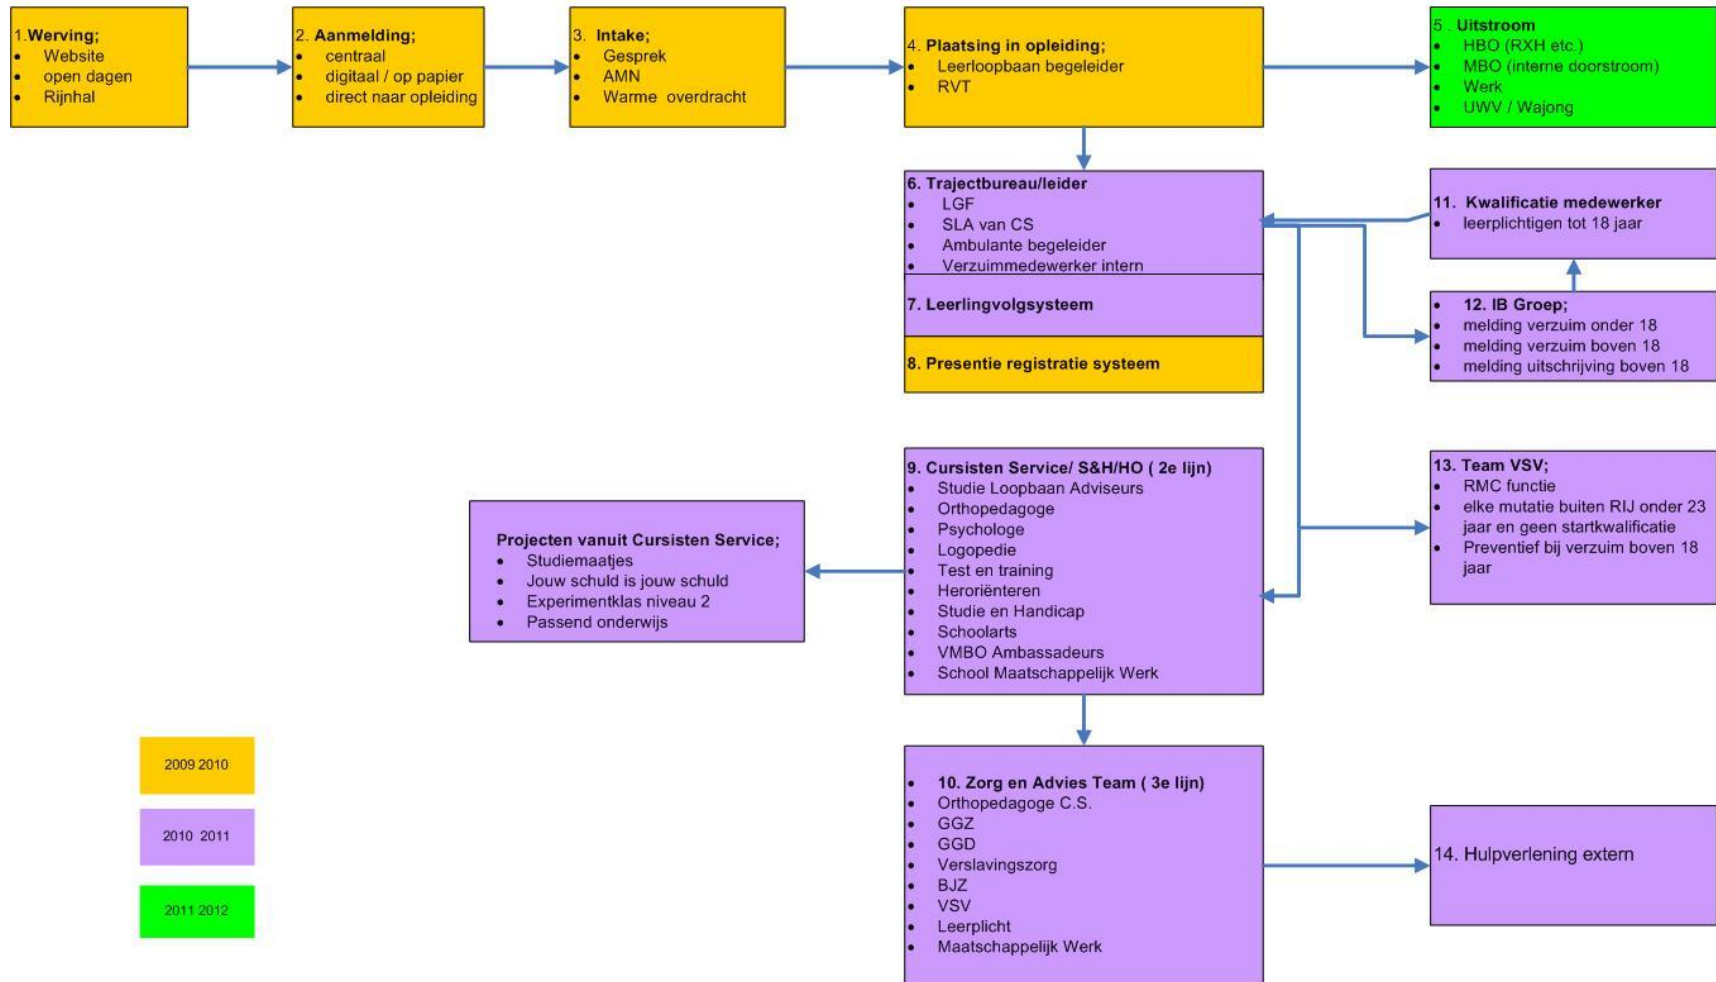 1.Werving;
• Website
• open dagen
• Rijnhal
2. Aanmelding;
• centraal
• digitaal / op papier
• direct naar opleiding
3. Intake;
• Gesprek
• AMN
• Warme overdracht
4. Plaatsing in opleiding;
• Leerloopbaan begeleider
• RVT
5 . Uitstroom
• HBO (RXH etc.)
• MBO (interne doorstroom)
• Werk
• UWV / Wajong
6. Trajectbureau/leider
• LGF
• SLA van CS
• Ambulante begeleider
• Verzuimmedewerker intern
7. Leerlingvolgsysteem
8. Presentie registratie systeem
11. Kwalificatie medewerker
• leerplichtigen tot 18 jaar
• 12. IB Groep;
• melding verzuim onder 18
• melding verzuim boven 18
• melding uitschrijving boven 18
9. Cursisten Service/ S&H/HO ( 2e lijn)
• Studie Loopbaan Adviseurs
• Orthopedagoge
• Psychologe
• Logopedie
• Test en training
• Heroriënteren
• Studie en Handicap
• Schoolarts
• VMBO Ambassadeurs
• School Maatschappelijk Werk
13. Team VSV;
• RMC functie
• elke mutatie buiten RIJ onder 23
jaar en geen startkwalificatie
• Preventief bij verzuim boven 18
jaar
Projecten vanuit Cursisten Service;
• Studiemaatjes
• Jouw schuld is jouw schuld
• Experimentklas niveau 2
• Passend onderwijs
• 10. Zorg en Advies Team ( 3e lijn)
• Orthopedagoge C.S.
• GGZ
• GGD
• Verslavingszorg
• BJZ
• VSV
• Leerplicht
• Maatschappelijk Werk
14. Hulpverlening extern
2009 2010
2010 2011
2011 2012